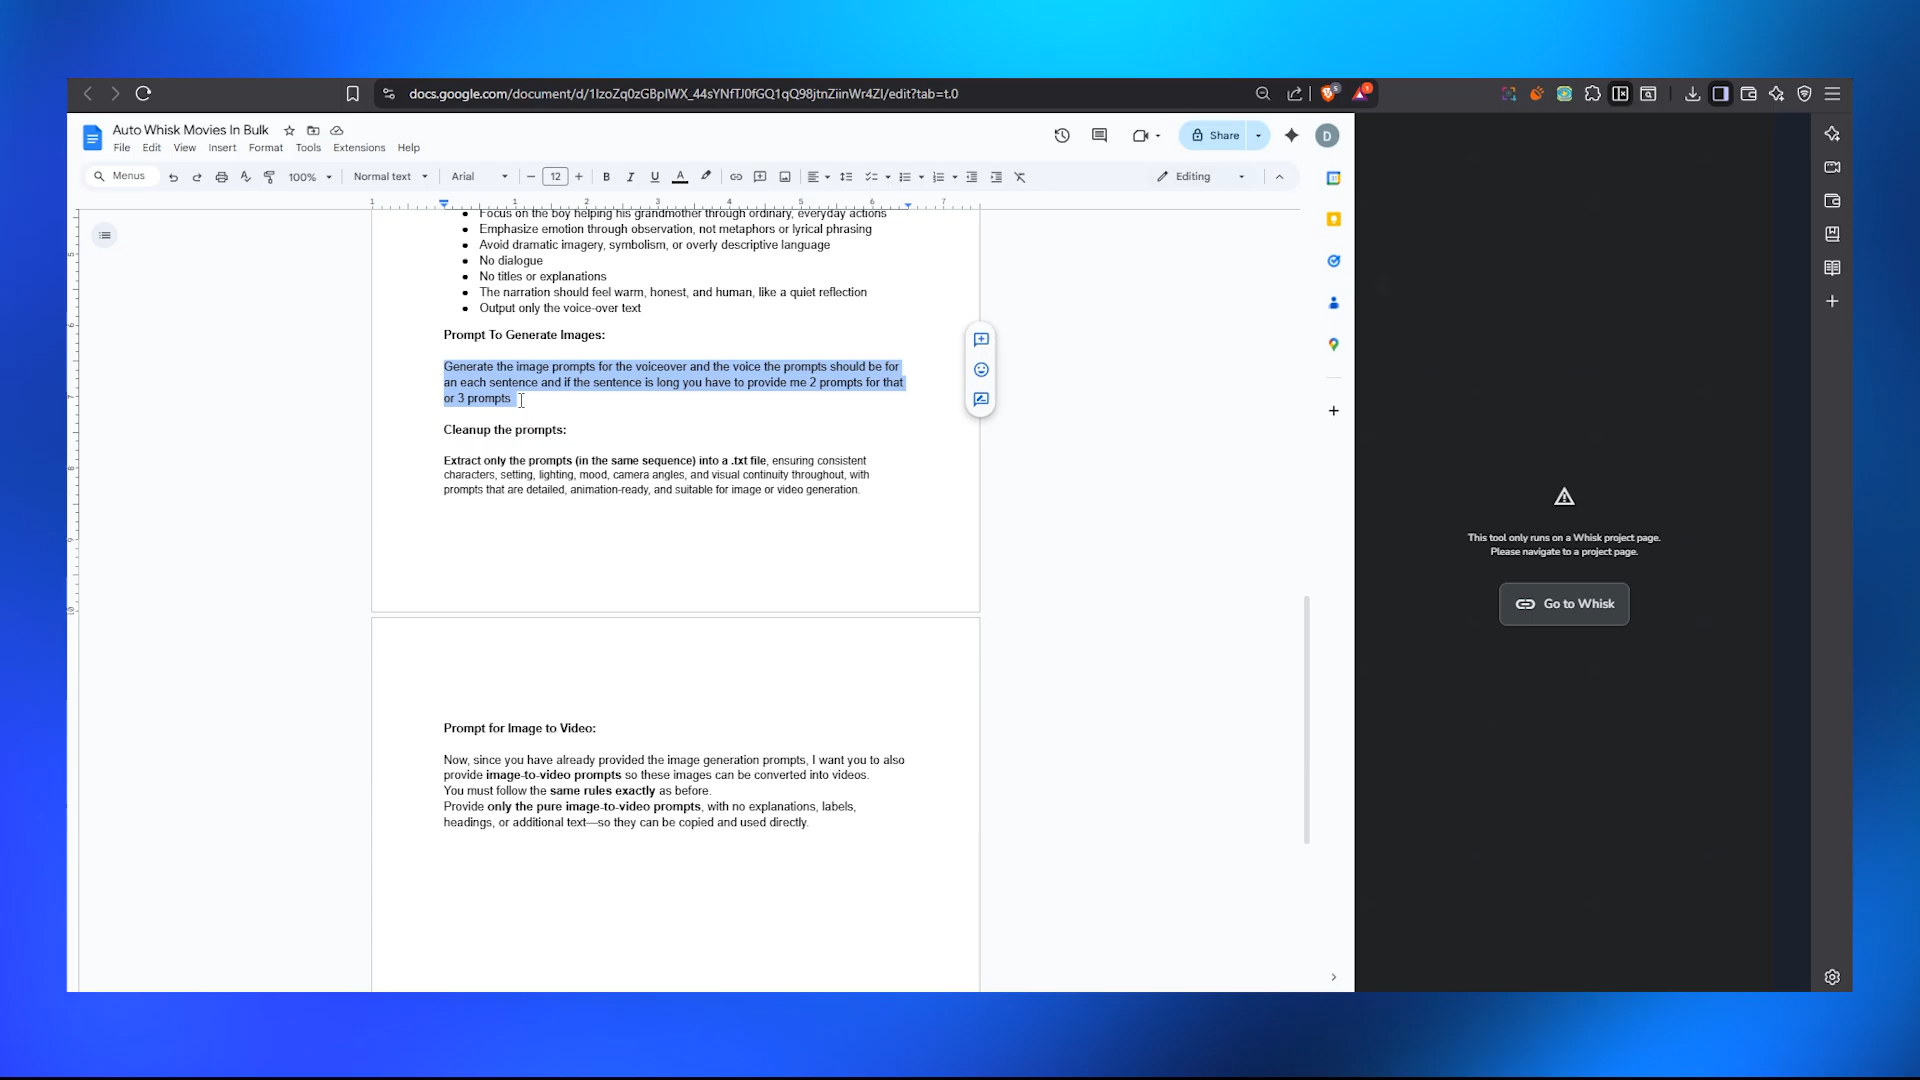 docs.google.com/document/d/1IzoZq0zGBpIWX_44sYNfTJ0fGQ1qQ98jtnZiinWr4ZI/edit?tab=t.0
Auto Whisk Movies In Bulk
Share
D
File Edit View Insert Format Tools Extensions Help
Menus 100% Normal text Arial 12 Editing
1 1 2 3 4 5 6 7
Focus on the boy helping his grandmother through ordinary, everyday actions
Emphasize emotion through observation, not metaphors or lyrical phrasing
Avoid dramatic imagery, symbolism, or overly descriptive language
No dialogue
No titles or explanations
The narration should feel warm, honest, and human, like a quiet reflection
Output only the voice-over text
Prompt To Generate Images:
Generate the image prompts for the voiceover and the voice the prompts should be for
an each sentence and if the sentence is long you have to provide me 2 prompts for that
or 3 prompts
Cleanup the prompts:
Extract only the prompts (in the same sequence) into a .txt file, ensuring consistent
characters, setting, lighting, mood, camera angles, and visual continuity throughout, with
prompts that are detailed, animation-ready, and suitable for image or video generation.
Prompt for Image to Video:
Now, since you have already provided the image generation prompts, I want you to also
provide image-to-video prompts so these images can be converted into videos.
You must follow the same rules exactly as before.
Provide only the pure image-to-video prompts, with no explanations, labels,
headings, or additional text—so they can be copied and used directly.
This tool only runs on a Whisk project page.
Please navigate to a project page.
Go to Whisk